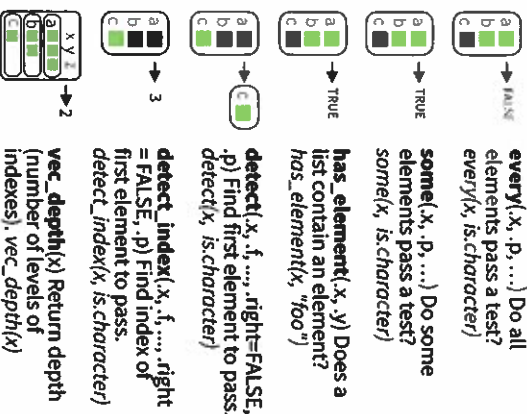 a
b
c
FALSE
every(.x, .p, …) Do all
elements pass a test?
every(x, is.character)
a
b
c
TRUE
some(.x, .p, …) Do some
elements pass a test?
some(x, is.character)
a
b
c
TRUE
has_element(.x, .y) Does a
list contain an element?
has_element(x, "foo")
a
b
c
c
detect(.x, .f, ..., .right=FALSE,
.p) Find first element to pass.
detect(x, is.character)
a
b
c
3
detect_index(.x, .f, ..., .right
= FALSE, .p) Find index of
first element to pass.
detect_index(x, is.character)
x y z
a
b
c
2
vec_depth(x) Return depth
(number of levels of
indexes). vec_depth(x)